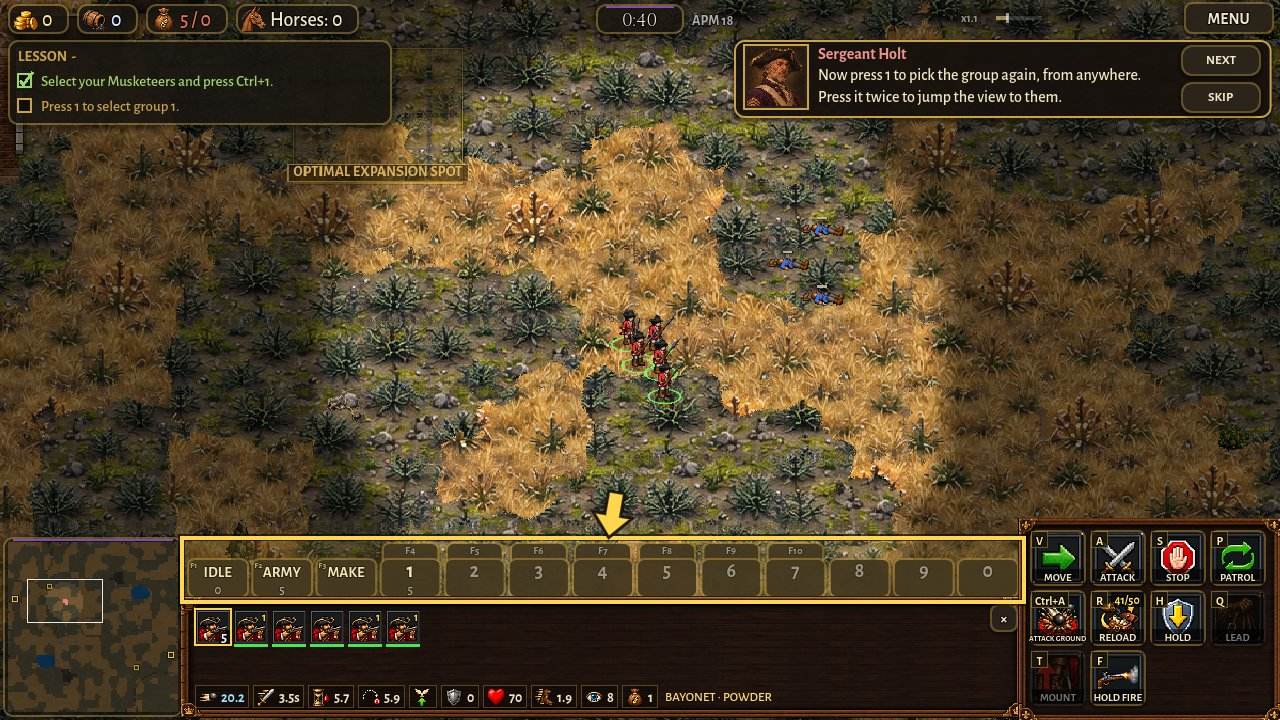 0
0
5 / 0
Horses: 0
0:40
APM 18
x1.1
MENU
LESSON -
Select your Musketeers and press Ctrl+1.
Press 1 to select group 1.
Sergeant Holt
Now press 1 to pick the group again, from anywhere.
Press it twice to jump the view to them.
NEXT
SKIP
OPTIMAL EXPANSION SPOT
F4 F5 F6 F7 F8 F9 F10
F1 IDLE F2 ARMY F3 MAKE 1 2 3 4 5 6 7 8 9 0
0 5 5
5 1 1 1 1
×
20.2 3.5s 5.7 5.9 0 70 1.9 8 1 BAYONET · POWDER
V A S P
MOVE ATTACK STOP PATROL
Ctrl+A R 41/50 H Q
ATTACK GROUND RELOAD HOLD LEAD
T F
MOUNT HOLD FIRE